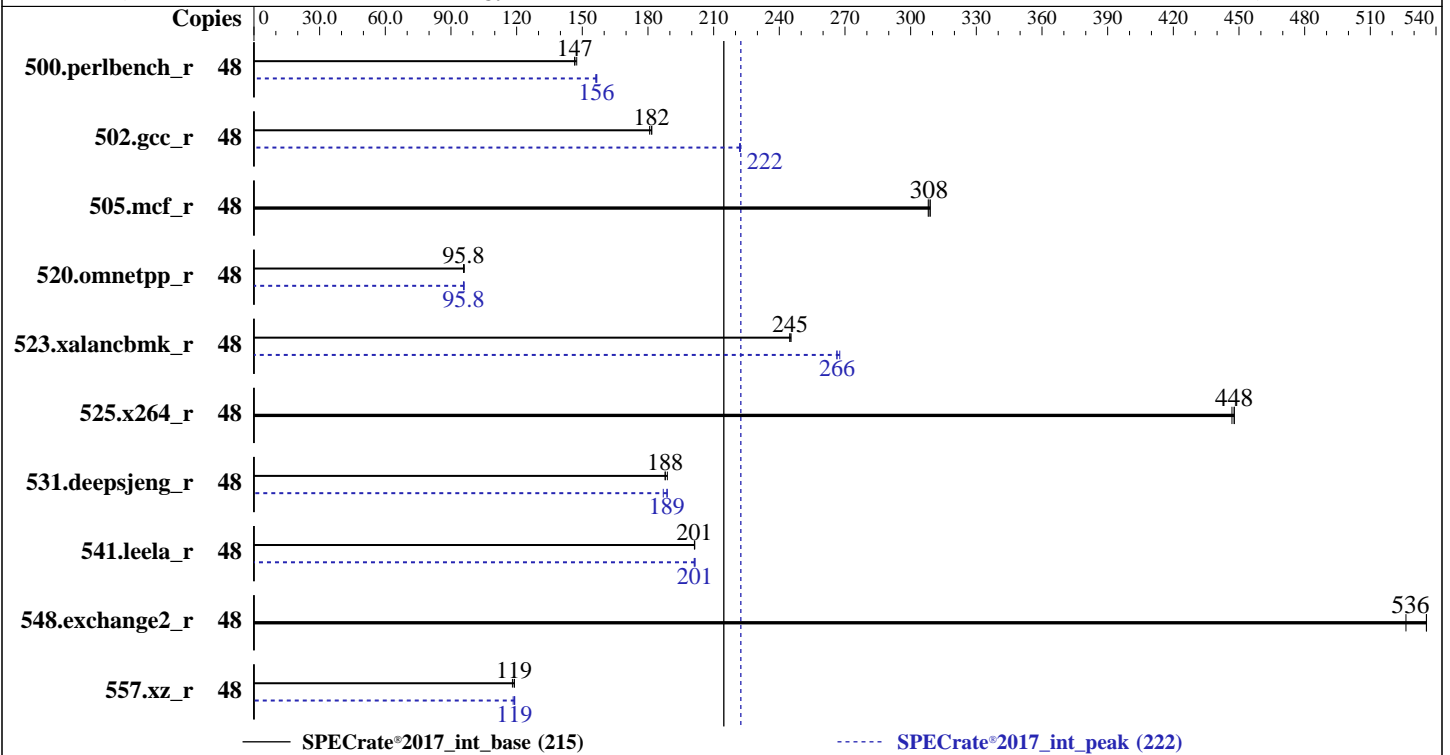 Copies 0 30.0 60.0 90.0 120 150 180 210 240 270 300 330 360 390 420 450 480 510 540
147
500.perlbench_r 48
156
182
502.gcc_r 48
222
308
505.mcf_r 48
95.8
520.omnetpp_r 48
95.8
245
523.xalancbmk_r 48
266
448
525.x264_r 48
188
531.deepsjeng_r 48
189
201
541.leela_r 48
201
536
548.exchange2_r 48
119
557.xz_r 48
119
SPECrate®2017_int_base (215) SPECrate®2017_int_peak (222)